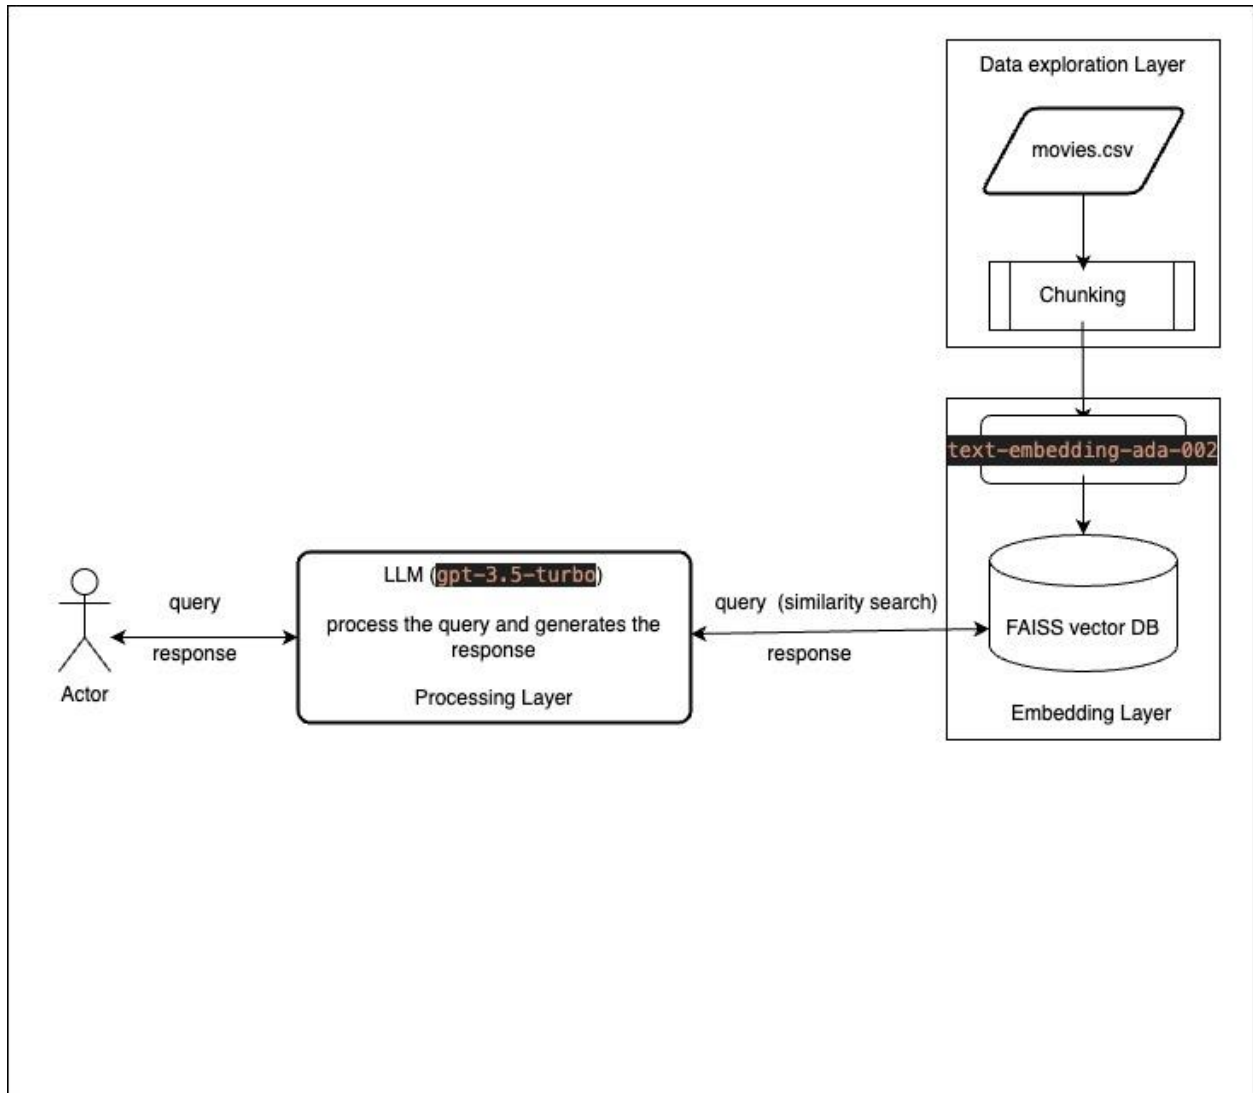 Data exploration Layer
movies.csv
Chunking
text-embedding-ada-002
LLM (gpt-3.5-turbo)
query
query (similarity search)
process the query and generates the
FAISS vector DB
response
response
response
Actor
Processing Layer
Embedding Layer